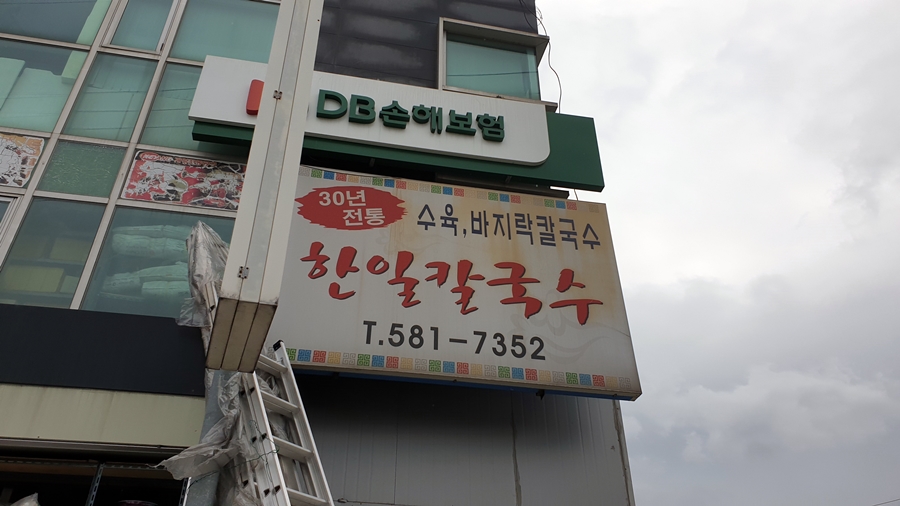 DB손해보험
30년
전통
수육,바지락칼국수
한일칼국수
T.581-7352